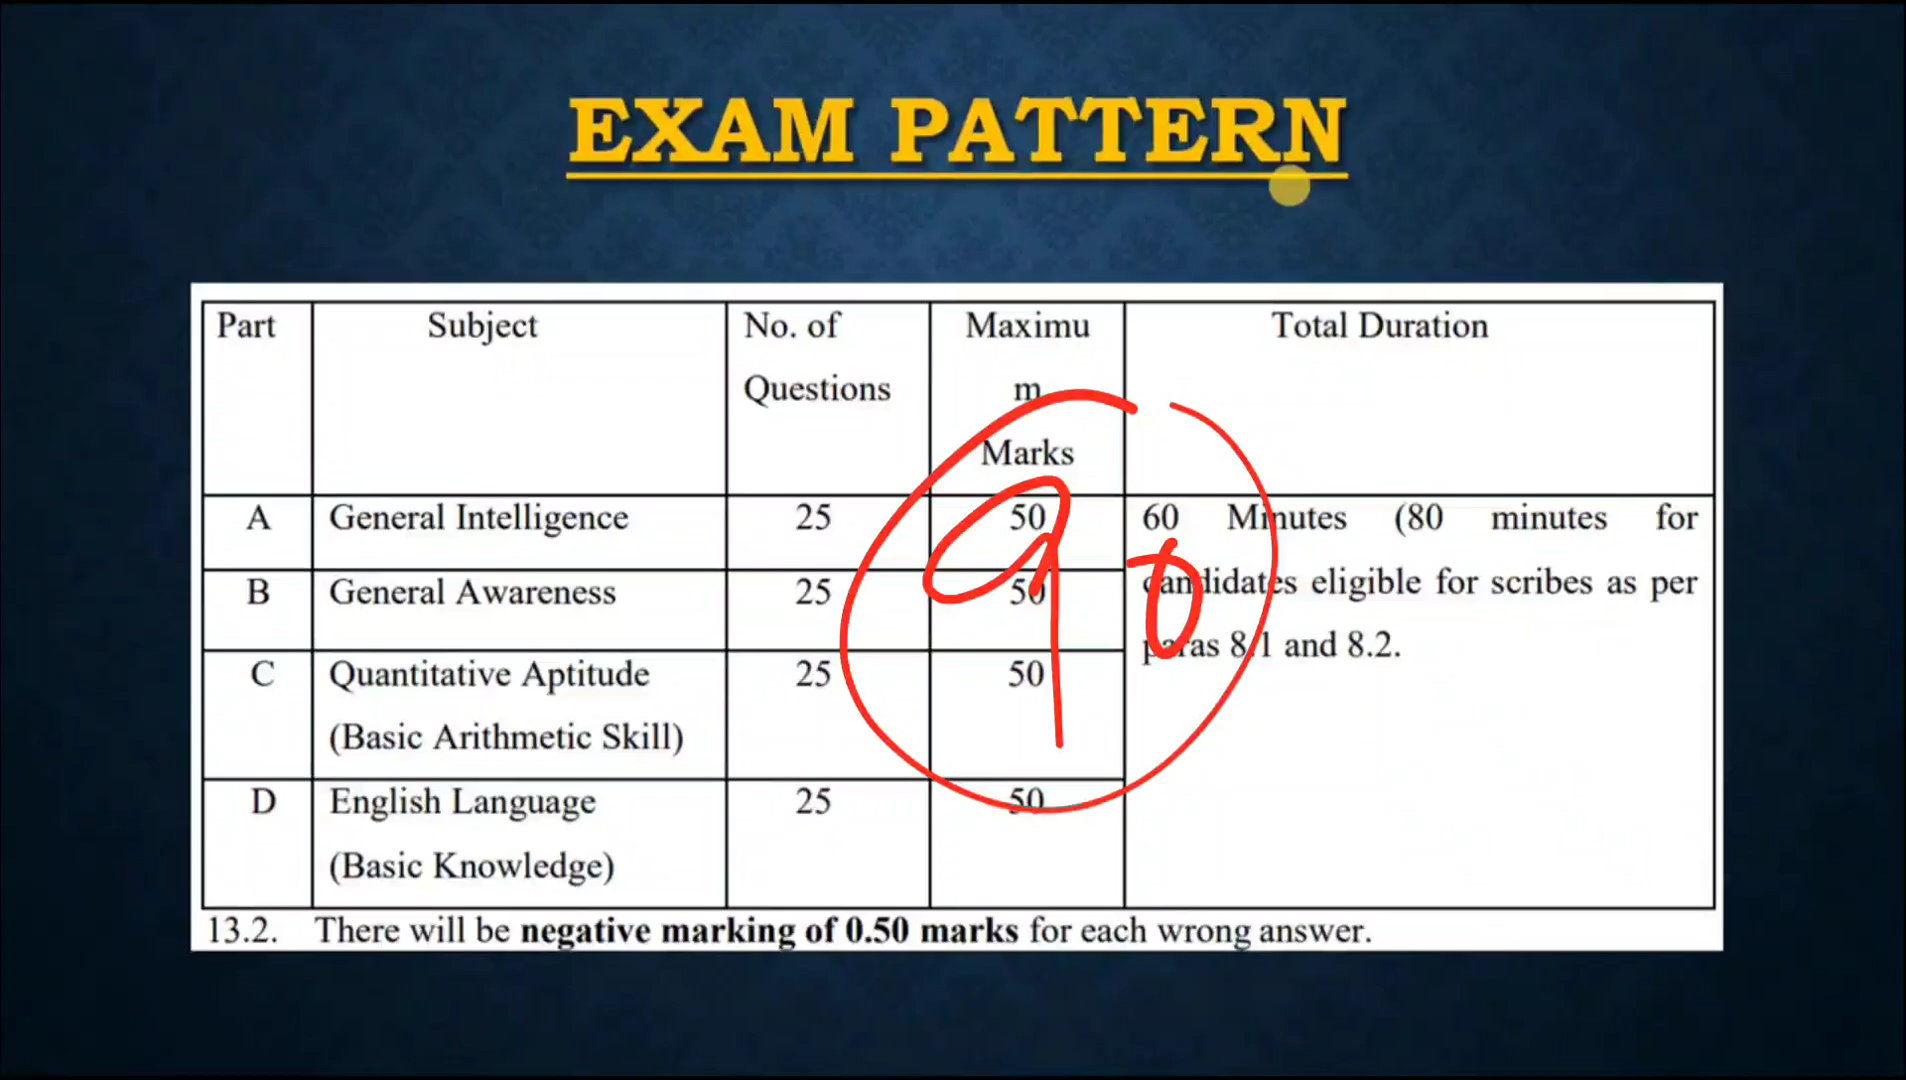 EXAM PATTERN
Part Subject No. of Questions Maximu m Marks Total Duration
A General Intelligence 25 50 60 Minutes (80 minutes for
candidates eligible for scribes as per
paras 8.1 and 8.2.
B General Awareness 25 50
C Quantitative Aptitude 25 50
(Basic Arithmetic Skill)
D English Language 25 50
(Basic Knowledge)
13.2. There will be negative marking of 0.50 marks for each wrong answer.
90